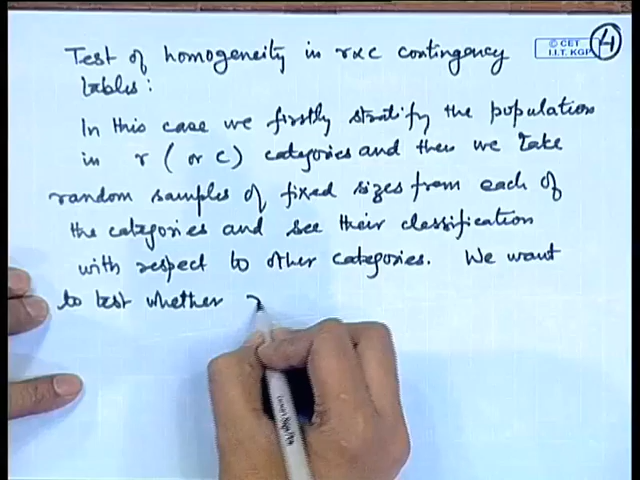 Test of homogeneity in r×c contingency
tables:
© CET
I.I.T. KGP
4
In this case we firstly stratify the population
in r (or c) categories and then we take
random samples of fixed sizes from each of
the categories and see their classification
with respect to other categories. We want
to test whether